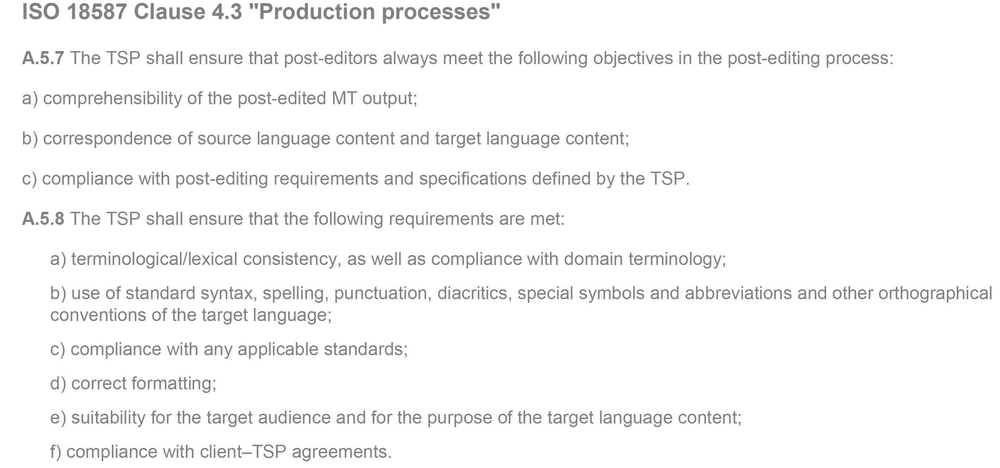 ISO 18587 Clause 4.3 "Production processes"
A.5.7 The TSP shall ensure that post-editors always meet the following objectives in the post-editing process:
a) comprehensibility of the post-edited MT output;
b) correspondence of source language content and target language content;
c) compliance with post-editing requirements and specifications defined by the TSP.
A.5.8 The TSP shall ensure that the following requirements are met:
a) terminological/lexical consistency, as well as compliance with domain terminology;
b) use of standard syntax, spelling, punctuation, diacritics, special symbols and abbreviations and other orthographical
conventions of the target language;
c) compliance with any applicable standards;
d) correct formatting;
e) suitability for the target audience and for the purpose of the target language content;
f) compliance with client–TSP agreements.